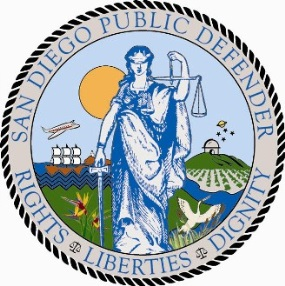 SAN DIEGO PUBLIC DEFENDER
RIGHTS LIBERTIES DIGNITY